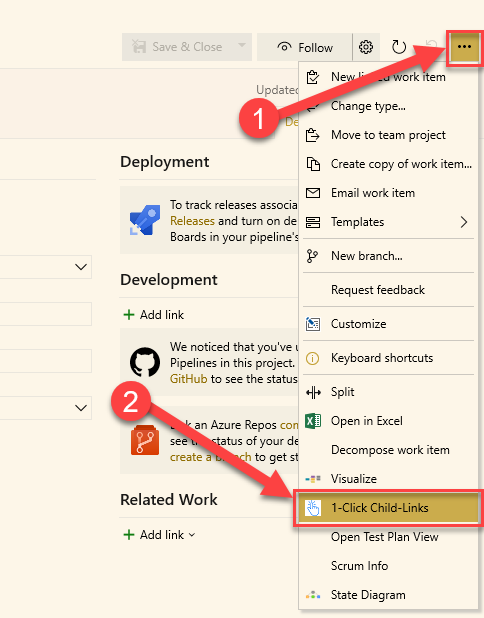 Save & Close
Follow
...
1
New linked work item
Updated
Change type...
De
Move to team project
Deployment
Create copy of work item...
To track releases associa
Releases and turn on de
Boards in your pipeline's
Email work item
Templates
New branch...
Development
Request feedback
Add link
Customize
We noticed that you've u
Pipelines in this project.
GitHub to see the status
Keyboard shortcuts
Split
2
Open in Excel
an Azure Repos con
see the status of your de
create a branch to get st
Decompose work item
Visualize
Related Work
1-Click Child-Links
Add link
Open Test Plan View
Scrum Info
State Diagram